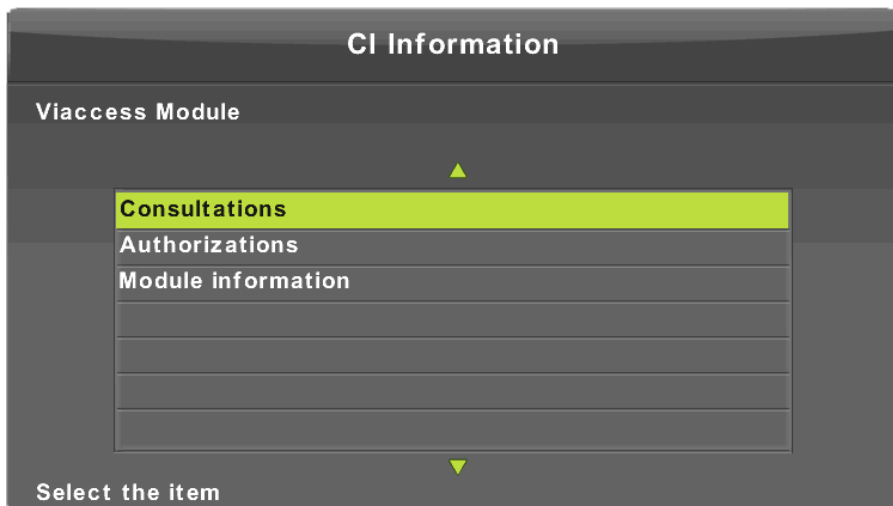 CI Information
Viaccess Module
Consultations
Authorizations
Module information
Select the item